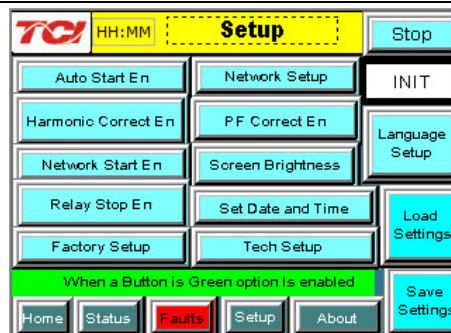 TCI HH:MM Setup Stop
Auto Start En Network Setup INIT
Harmonic Correct En PF Correct En Language
Setup
Network Start En Screen Brightness
Relay Stop En Set Date and Time Load
Settings
Factory Setup Tech Setup
When a Button is Green option Is enabled Save
Settings
Home Status Faults Setup About